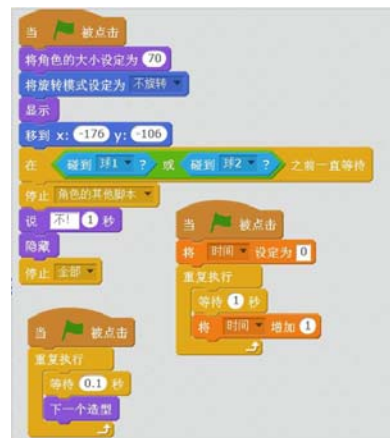 当 被点击
将角色的大小设定为 70
将旋转模式设定为 不旋转
显示
移到 x: -176 y: -106
在 碰到 球1 ? 或 碰到 球2 ? 之前一直等待
停止 角色的其他脚本
说 不! 1 秒
隐藏
停止 全部
当 被点击
将 时间 设定为 0
重复执行
等待 1 秒
将 时间 增加 1
当 被点击
重复执行
等待 0.1 秒
下一个造型